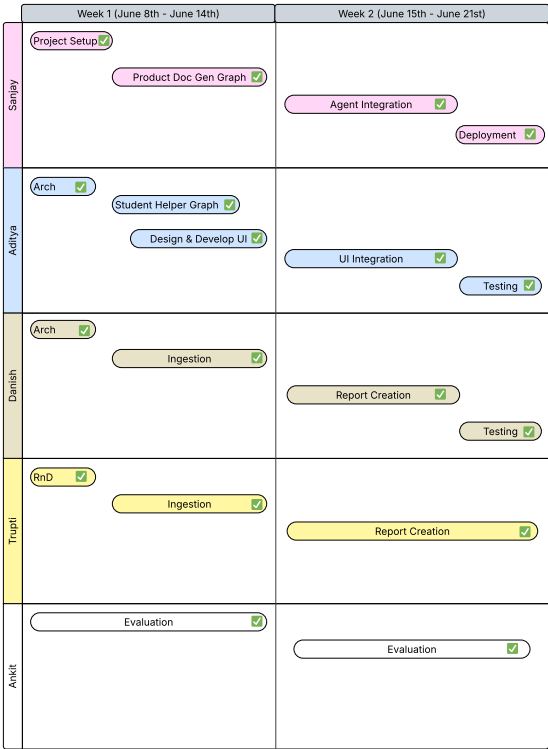 Week 1 (June 8th - June 14th)
Week 2 (June 15th - June 21st)
Sanjay
Project Setup
Product Doc Gen Graph
Agent Integration
Deployment
Aditya
Arch
Student Helper Graph
Design & Develop UI
UI Integration
Testing
Danish
Arch
Ingestion
Report Creation
Testing
Trupti
RnD
Ingestion
Report Creation
Ankit
Evaluation
Evaluation